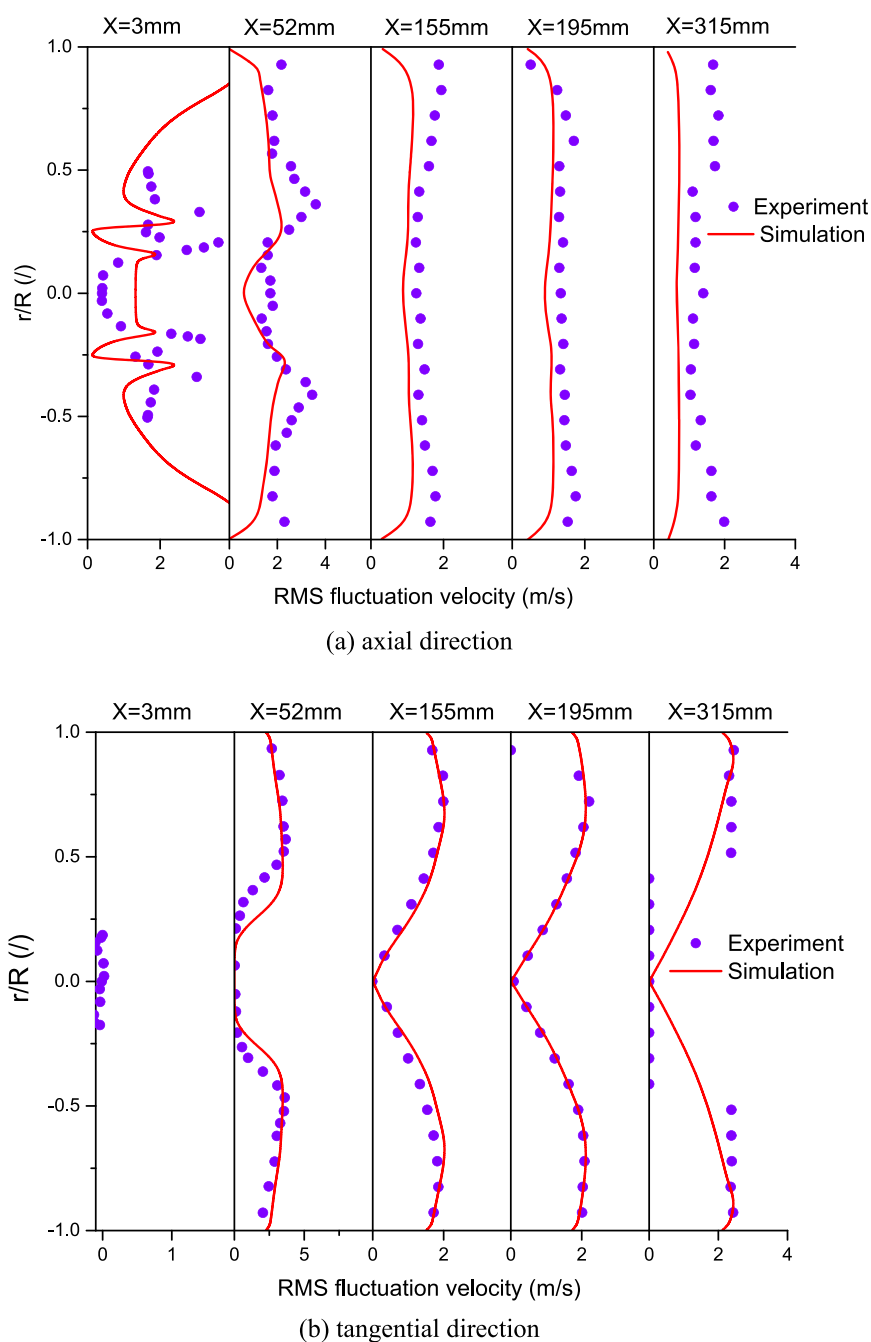 X=3mm X=52mm X=155mm X=195mm X=315mm
1.0
0.5
0.0
-0.5
-1.0
r/R (/)
Experiment
Simulation
0 2 0 2 4 0 2 0 2 0 2 4
RMS fluctuation velocity (m/s)
(a) axial direction
X=3mm X=52mm X=155mm X=195mm X=315mm
1.0
0.5
0.0
-0.5
-1.0
r/R (/)
Experiment
Simulation
0 1 0 5 0 2 0 2 0 2 4
RMS fluctuation velocity (m/s)
(b) tangential direction